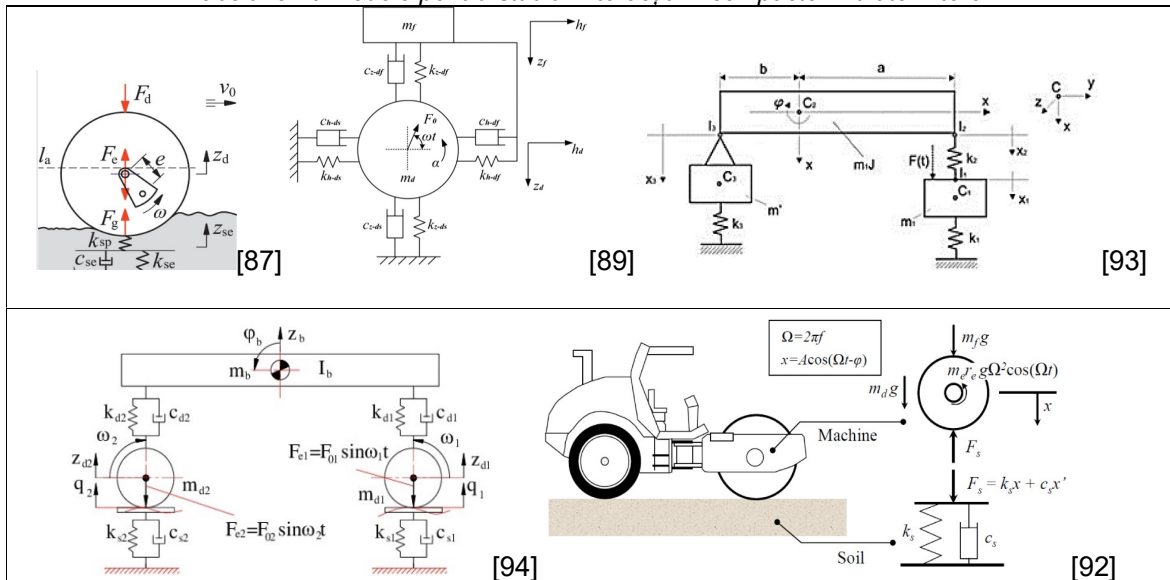 F_d
v_0
l_a
F_e
e
z_d
ω
F_g
z_se
k_sp
c_se
k_se
[87]
m_f
h_f
z_f
c_z-df
k_z-df
F_0
ωt
c_h-ds
c_h-df
α
h_d
k_h-ds
m_d
k_h-df
z_d
c_z-ds
k_z-ds
[89]
b
a
C
y
z
x
φ
C_2
x
I_3
I_2
x
m_1J
k_2
x_2
F(t)
x_3
C_3
I_1
C_1
x_1
m'
m_1
k_3
k_1
[93]
φ_b
z_b
m_b
I_b
k_d2
c_d2
k_d1
c_d1
ω_2
ω_1
F_e1=F_01 sinω_1t
z_d2
z_d1
q_2
m_d2
m_d1
q_1
F_e2=F_02 sinω_2t
k_s2
c_s2
k_s1
c_s1
[94]
Ω=2πf
x=Acos(Ωt-φ)
m_f g
m_e r_e gΩ²cos(Ωt)
m_d g
x
Machine
F_s
F_s = k_s x + c_s x'
k_s
c_s
Soil
[92]